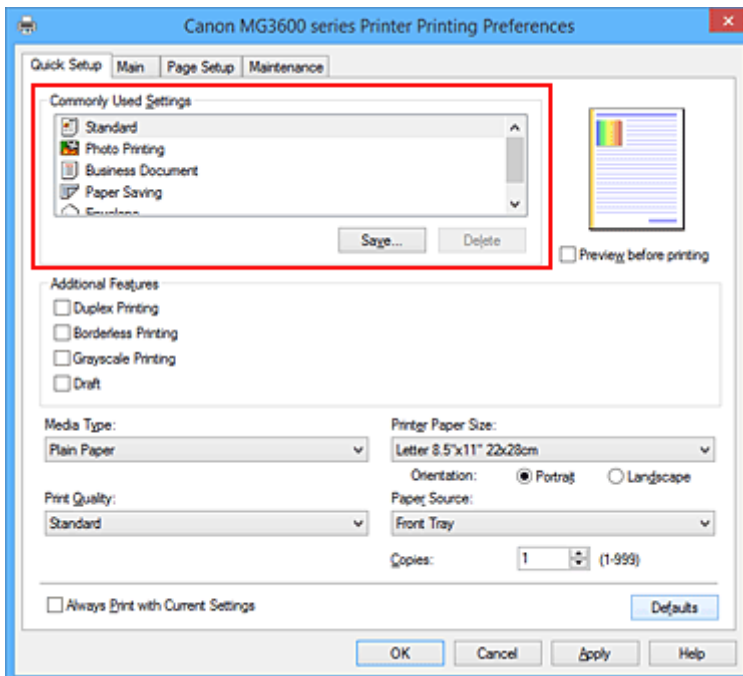 Canon MG3600 series Printer Printing Preferences
Quick Setup Main Page Setup Maintenance
Commonly Used Settings
Standard
Photo Printing
Business Document
Paper Saving
Envelope
Save... Delete
Preview before printing
Additional Features
Duplex Printing
Borderless Printing
Grayscale Printing
Draft
Media Type:
Plain Paper
Printer Paper Size:
Letter 8.5"x11" 22x28cm
Orientation: Portrait Landscape
Print Quality:
Standard
Paper Source:
Front Tray
Copies: 1 (1-999)
Always Print with Current Settings
Defaults
OK Cancel Apply Help